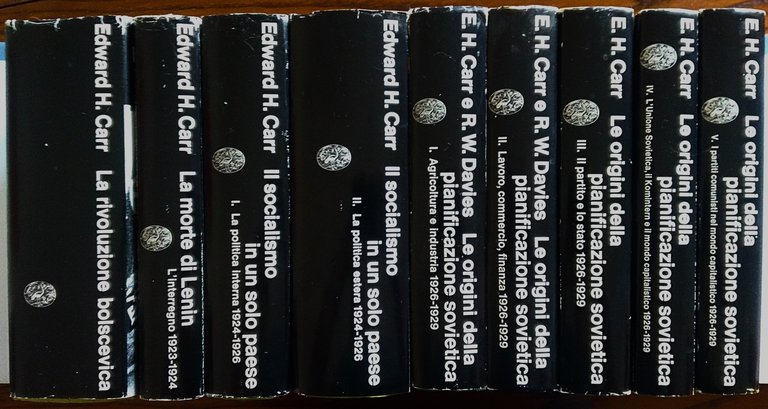 Edward H. Carr La rivoluzione bolscevica
Edward H. Carr La morte di Lenin
L'interregno 1923-1924
Edward H. Carr Il socialismo
in un solo paese
I. La politica interna 1924-1926
Edward H. Carr Il socialismo
in un solo paese
II. La politica estera 1924-1926
E. H. Carr e R. W. Davies Le origini della
pianificazione sovietica
I. Agricoltura e industria 1926-1929
E. H. Carr e R. W. Davies Le origini della
pianificazione sovietica
II. Lavoro, commercio, finanza 1926-1929
E. H. Carr Le origini della
pianificazione sovietica
III. Il partito e lo stato 1926-1929
E. H. Carr Le origini della
pianificazione sovietica
IV. L'Unione Sovietica, il Komintern e il mondo capitalistico 1926-1929
E. H. Carr Le origini della
pianificazione sovietica
V. I partiti comunisti nel mondo capitalistico 1926-1929